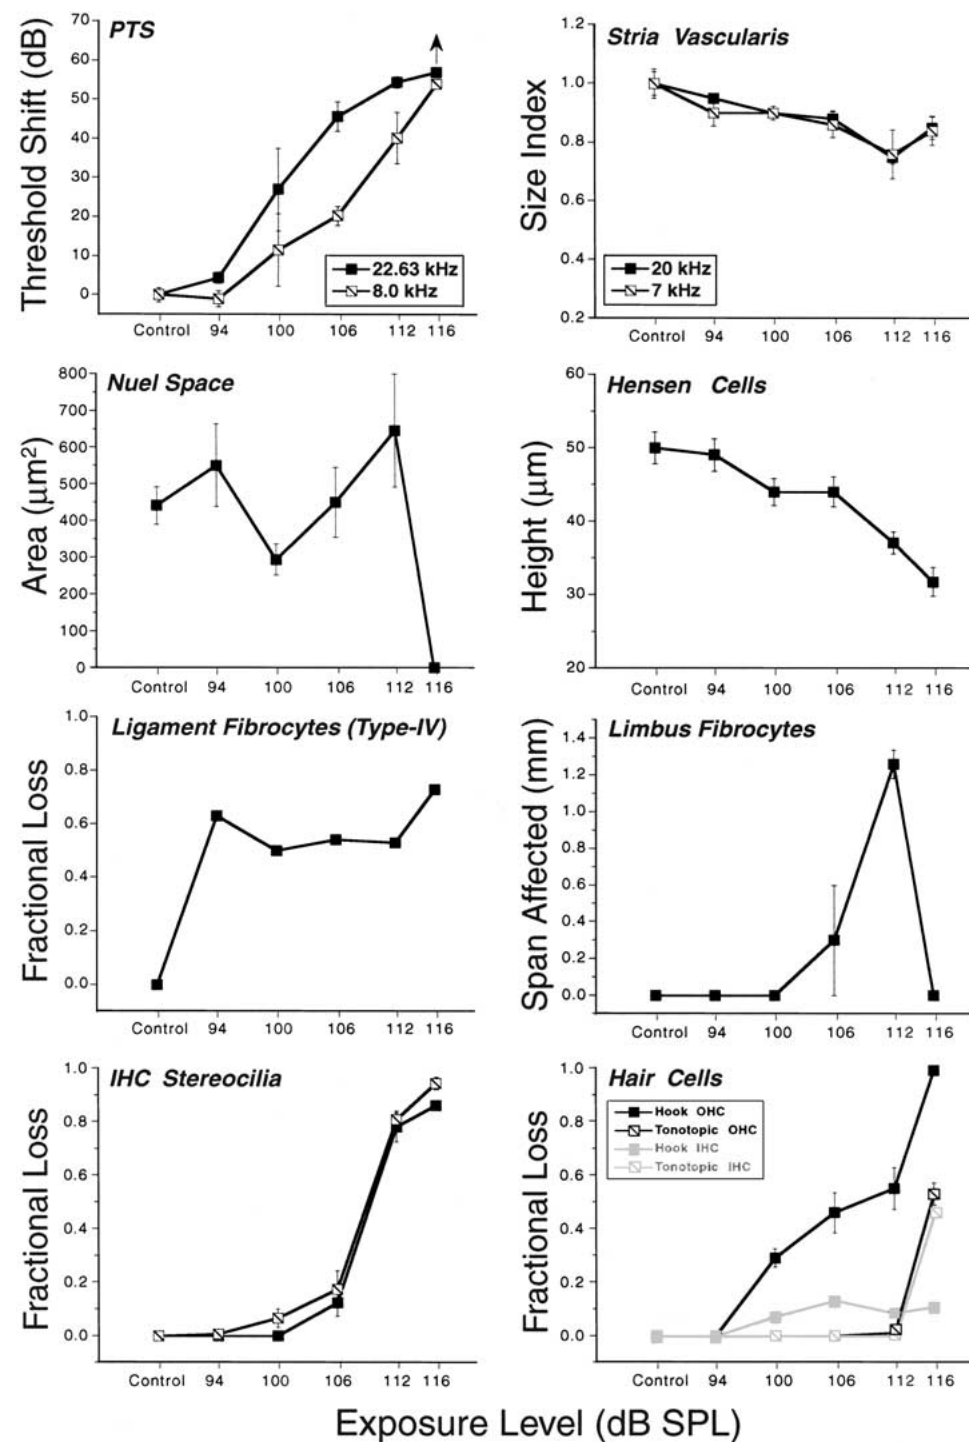 PTS
Threshold Shift (dB)
70
60
50
40
30
20
10
0
22.63 kHz
8.0 kHz
Control 94 100 106 112 116
Stria Vascularis
Size Index
1.2
1.0
0.8
0.6
0.4
0.2
20 kHz
7 kHz
Control 94 100 106 112 116
Nuel Space
Area (μm²)
800
700
600
500
400
300
200
100
0
Control 94 100 106 112 116
Hensen Cells
Height (μm)
60
50
40
30
20
Control 94 100 106 112 116
Ligament Fibrocytes (Type-IV)
Fractional Loss
1.0
0.8
0.6
0.4
0.2
0.0
Control 94 100 106 112 116
Limbus Fibrocytes
Span Affected (mm)
1.4
1.2
1.0
0.8
0.6
0.4
0.2
0.0
Control 94 100 106 112 116
IHC Stereocilia
Fractional Loss
1.0
0.8
0.6
0.4
0.2
0.0
Control 94 100 106 112 116
Hair Cells
Fractional Loss
1.0
0.8
0.6
0.4
0.2
0.0
Hook OHC
Tonotopic OHC
Hook IHC
Tonotopic IHC
Control 94 100 106 112 116
Exposure Level (dB SPL)